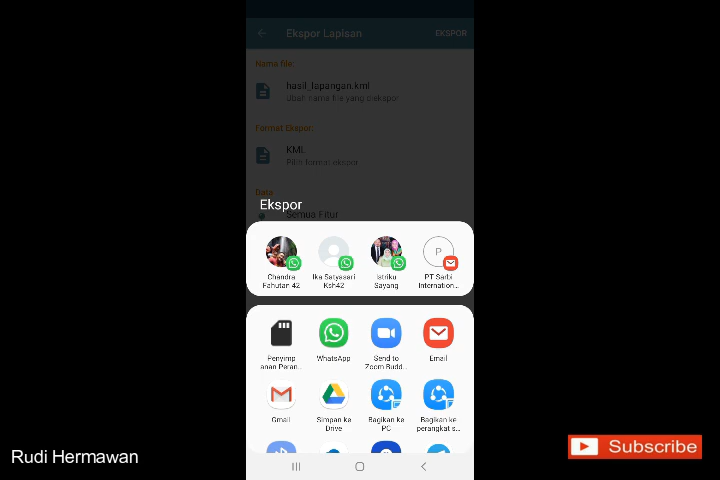 Ekspor Lapisan
EKSPOR
Nama file:
hasil_lapangan.kml
Ubah nama file yang diekspor
Format Ekspor:
KML
Pilih format ekspor
Data
Semua Fitur
Ekspor
Chandra
Fahutan 42
Ika Satyasari
Ksh42
Istriku
Sayang
P
PT Sarbi
Internation...
Penyimp
anan Peran..
WhatsApp
Send to
Zoom Budd..
Email
Gmail
Simpan ke
Drive
Bagikan ke
PC
Bagikan ke
perangkat s...
Rudi Hermawan
Subscribe